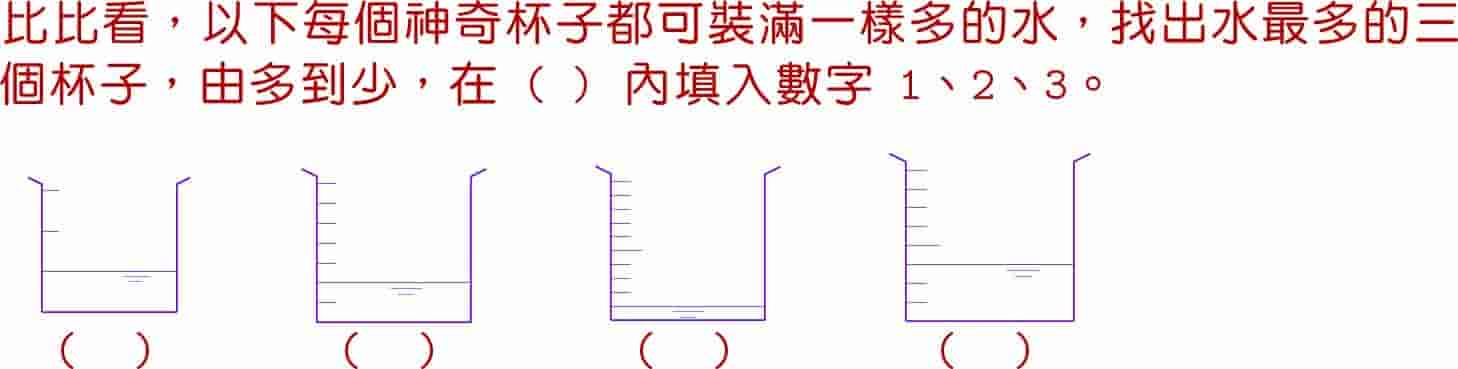 比比看，以下每個神奇杯子都可裝滿一樣多的水，找出水最多的三
個杯子，由多到少，在（ ）內填入數字 1、2、3。
（ ） （ ） （ ） （ ）